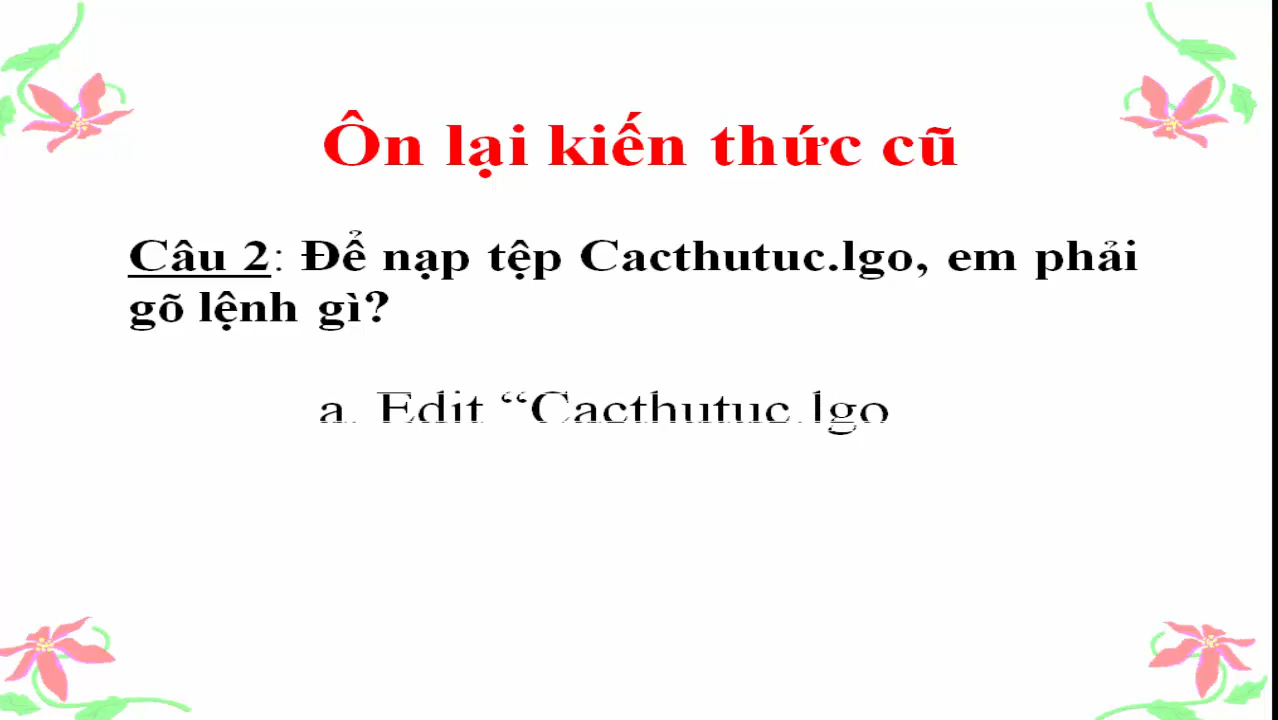 Ôn lại kiến thức cũ
Câu 2: Để nạp tệp Cacthutuc.lgo, em phải
gõ lệnh gì?
a. Edit “Cacthutuc.lgo